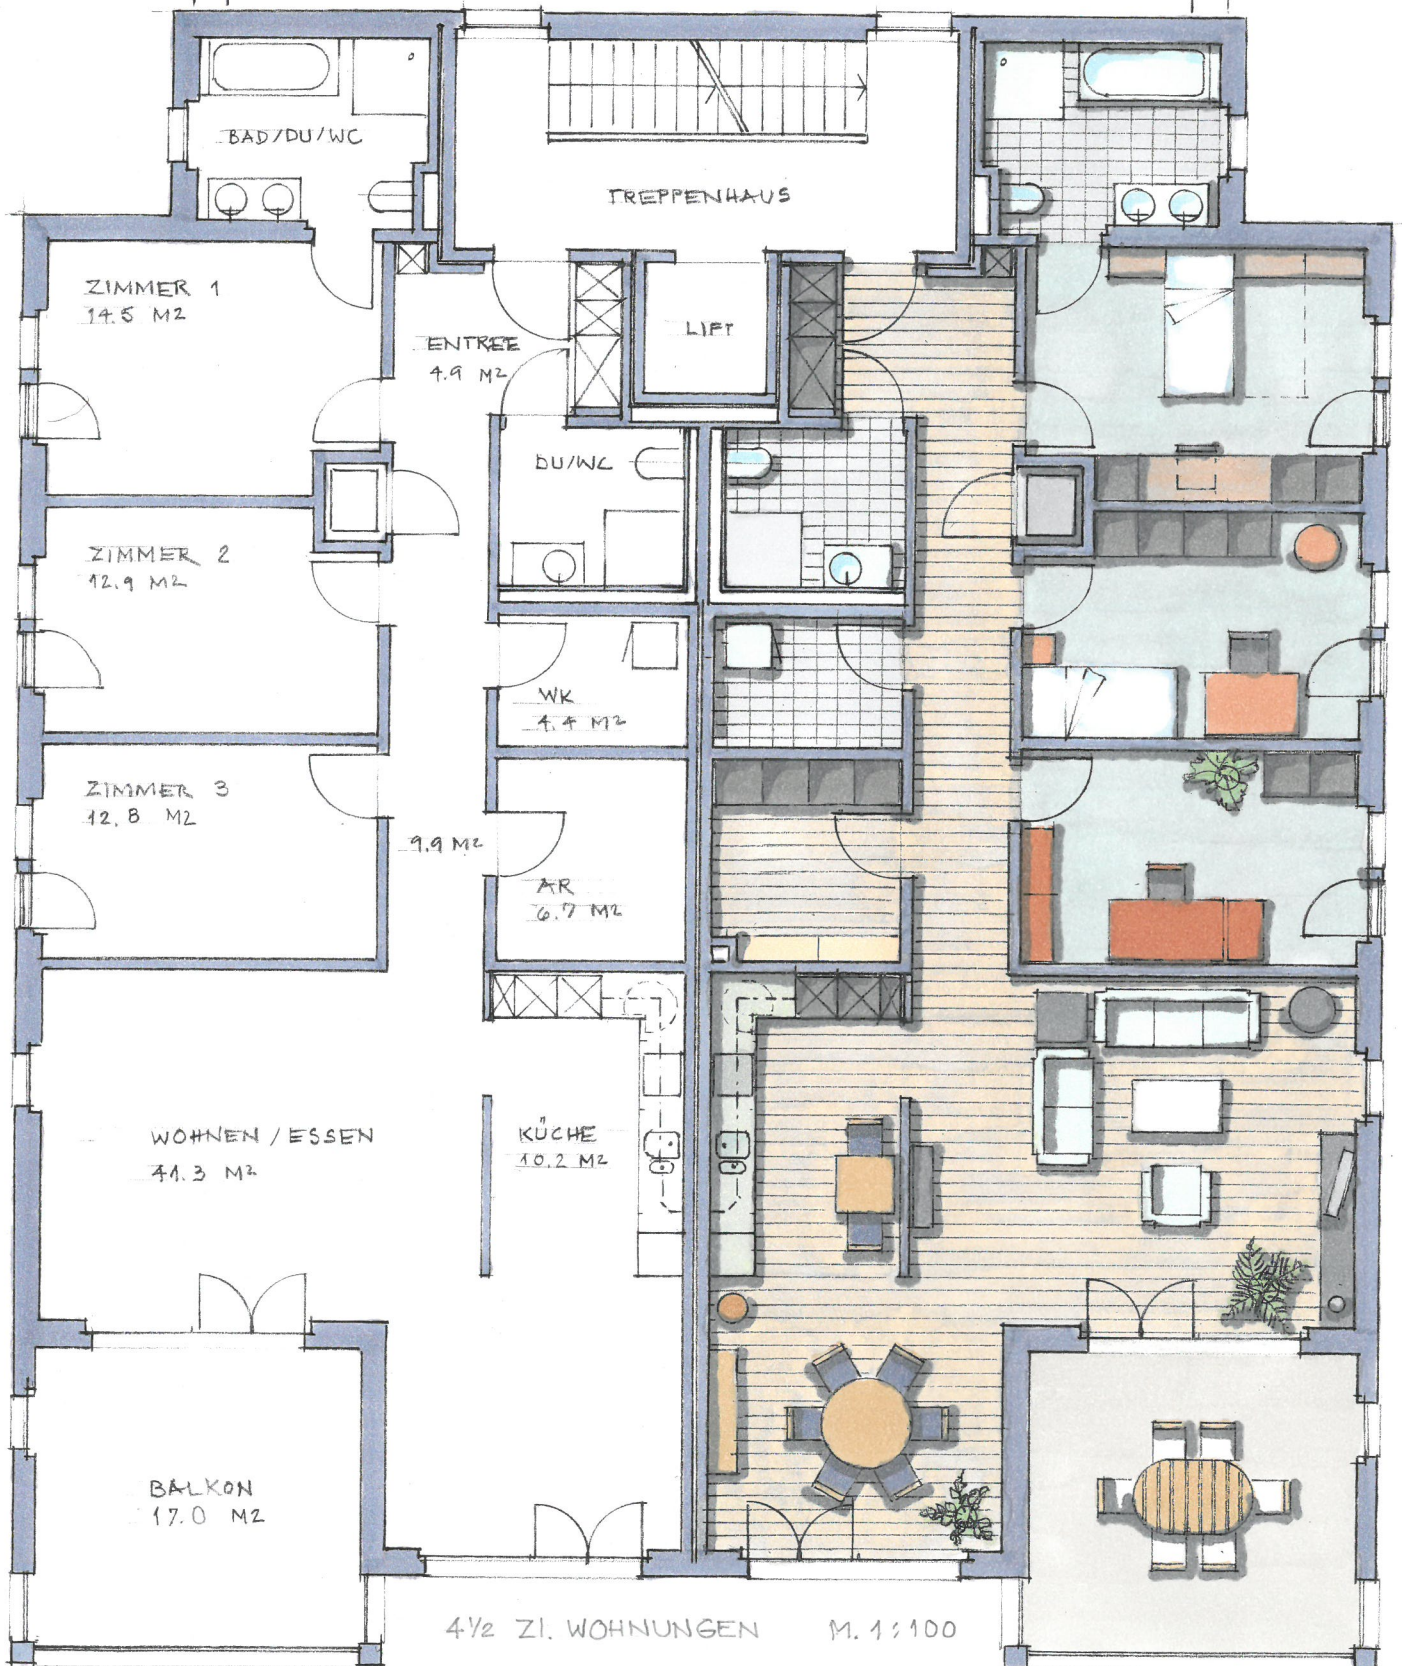 BAD/DU/WC
TREPPENHAUS
ZIMMER 1
14.5 M2
ENTREE
4.9 M2
LIFT
DU/WC
ZIMMER 2
12.9 M2
WK
4.4 M2
ZIMMER 3
12.8 M2
9.9 M2
AR
6.7 M2
WOHNEN / ESSEN
41.3 M2
KÜCHE
10.2 M2
BALKON
17.0 M2
4 1/2 ZI. WOHNUNGEN M. 1:100